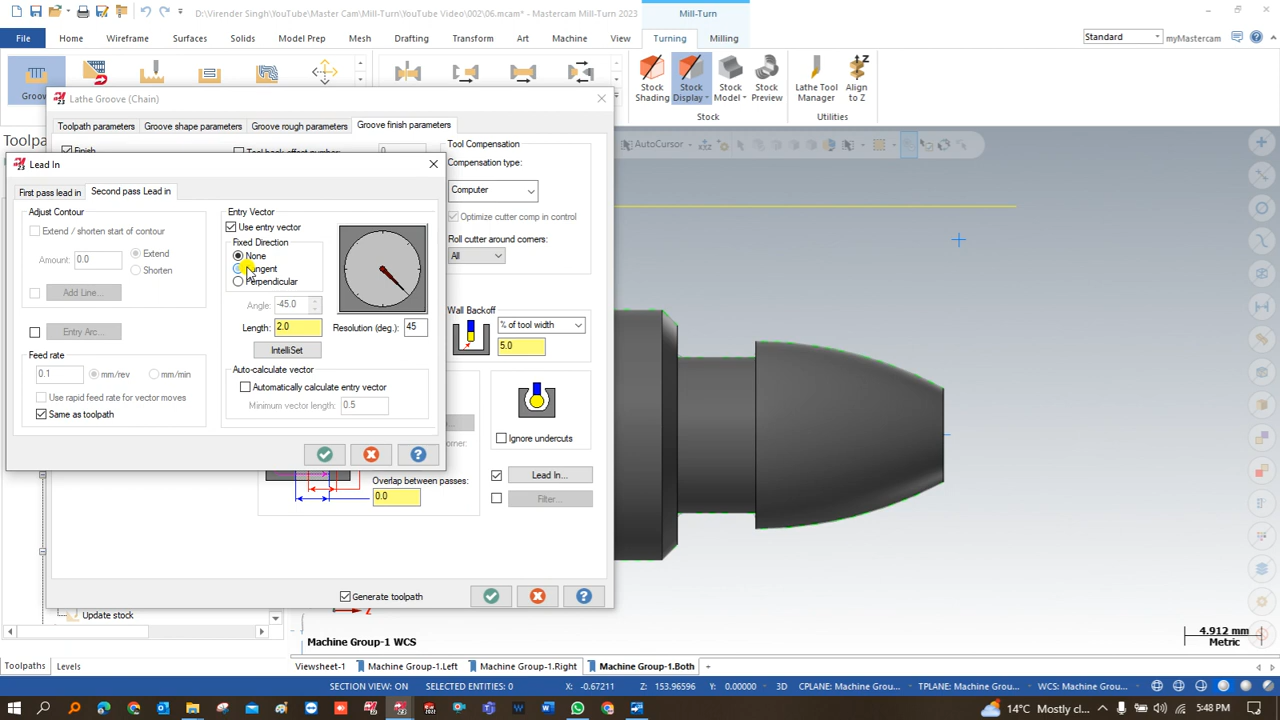 D:\Virender Singh\YouTube\Master Cam\Mill-Turn\YouTube Video\002\06.mcam* - Mastercam Mill-Turn 2023
Mill-Turn
File Home Wireframe Surfaces Solids Model Prep Mesh Drafting Transform Art Machine View Turning Milling
Standard
myMastercam
Stock Shading
Stock Display
Stock Model
Stock Preview
Lathe Tool Manager
Align to Z
Stock
Utilities
Lathe Groove (Chain)
AutoCursor
Toolpath parameters Groove shape parameters Groove rough parameters Groove finish parameters
Finish
Tool Compensation
Compensation type:
Computer
Optimize cutter comp in control
Roll cutter around corners:
All
Lead In
First pass lead in Second pass Lead in
Adjust Contour
Extend / shorten start of contour
Amount: 0.0
Extend
Shorten
Add Line...
Entry Arc...
Feed rate
0.1 mm/rev mm/min
Use rapid feed rate for vector moves
Same as toolpath
Entry Vector
Use entry vector
Fixed Direction
None
Perpendicular
Angle: -45.0
Length: 2.0
Resolution (deg.): 45
IntelliSet
Auto-calculate vector
Automatically calculate entry vector
Minimum vector length: 0.5
Wall Backoff
% of tool width
5.0
Ignore undercuts
Lead In...
Filter...
Overlap between passes:
0.0
Generate toolpath
Update stock
Z
Machine Group-1 WCS
4.912 mm
Metric
Toolpaths Levels
Viewsheet-1 Machine Group-1.Left Machine Group-1.Right Machine Group-1.Both +
SECTION VIEW: ON SELECTED ENTITIES: 0 X: -0.67211 Z: 153.96596 Y: 0.00000 3D CPLANE: Machine Grou... TPLANE: Machine Grou... WCS: Machine Grou...
14°C Mostly cl... 5:48 PM